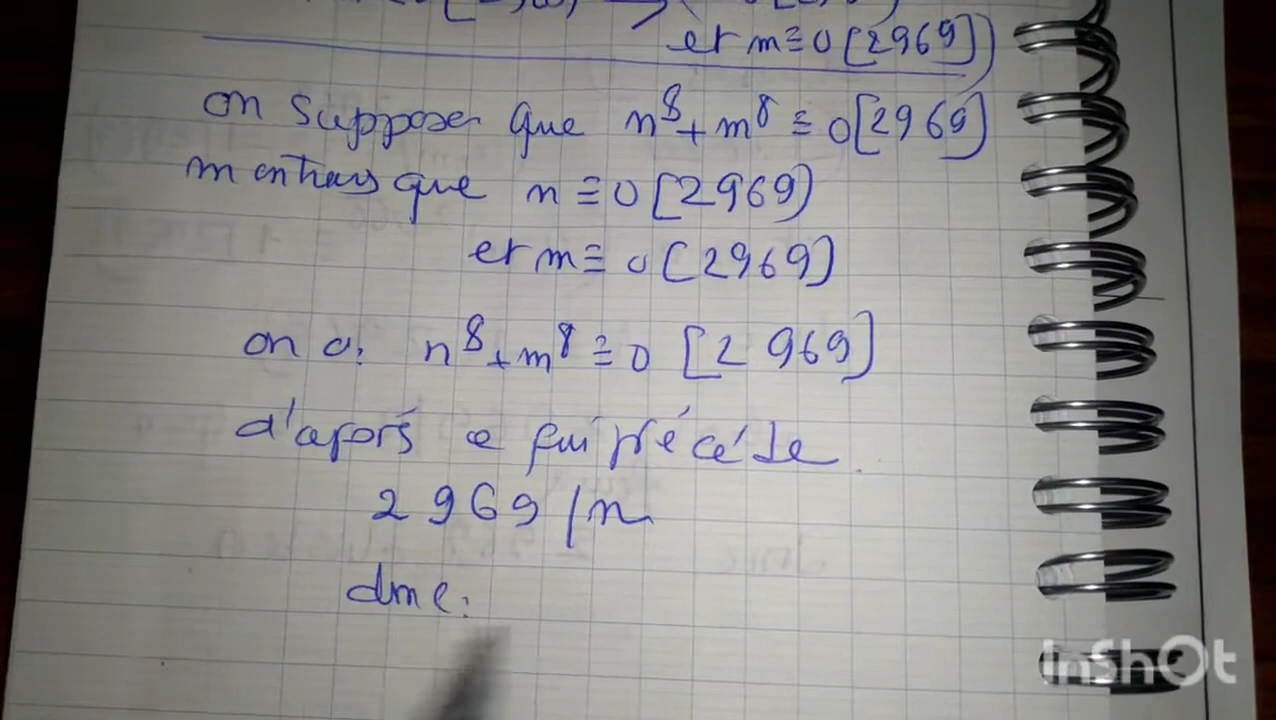 et m ≡ 0 [2969]
on suppose que n⁸ + m⁸ ≡ 0 [2969]
montrons que n ≡ 0 [2969]
et m ≡ 0 [2969]
on a: n⁸ + m⁸ ≡ 0 [2969]
d'après ce qui précéde
2969 / n
donc:
InShOt